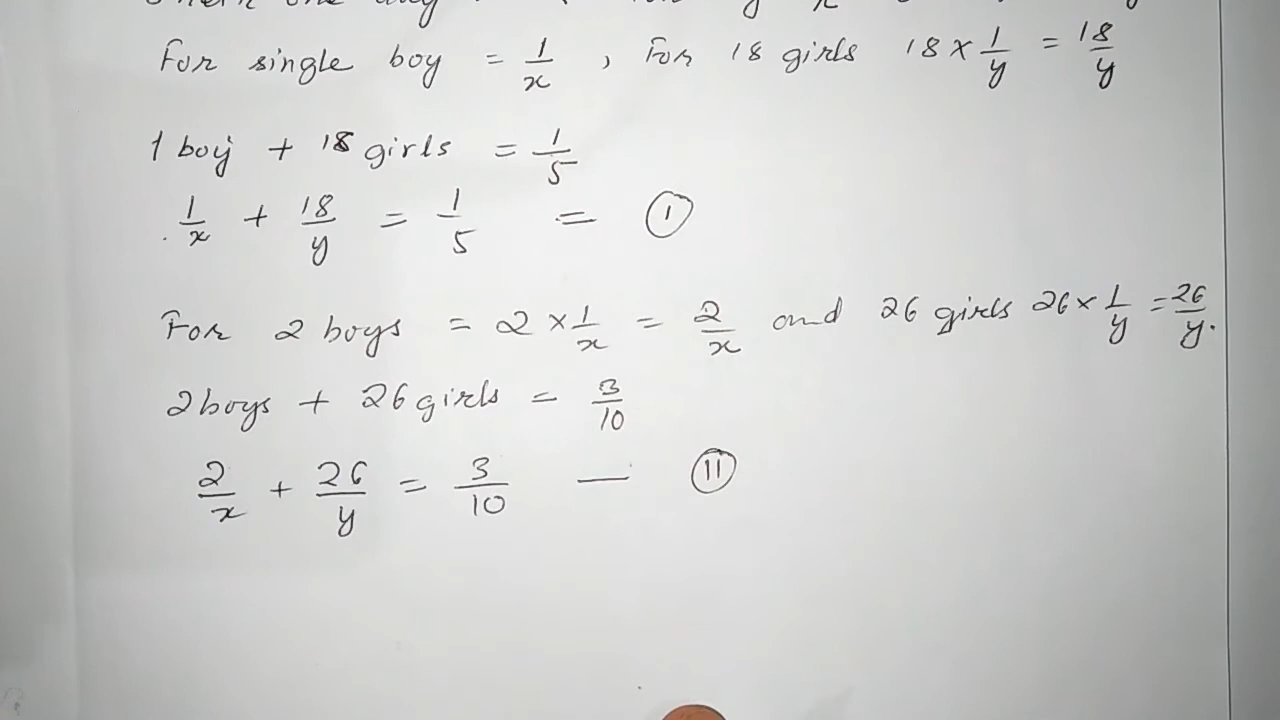 For single boy = 1/x , For 18 girls 18 × 1/y = 18/y
1 boy + 18 girls = 1/5
1/x + 18/y = 1/5 = (1)
For 2 boys = 2 × 1/x = 2/x and 26 girls 26 × 1/y = 26/y.
2 boys + 26 girls = 3/10
2/x + 26/y = 3/10 — (11)